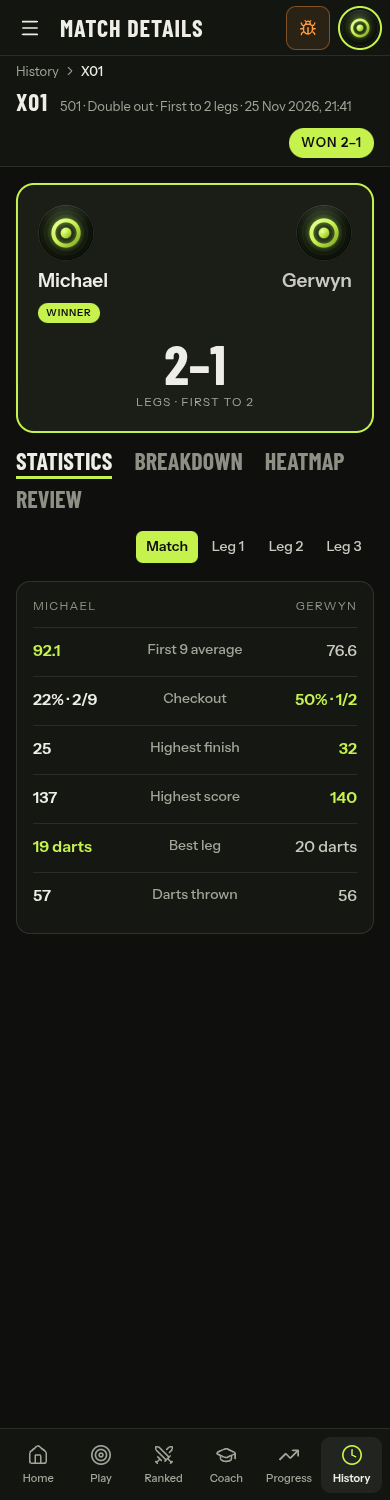 MATCH DETAILS
History > X01
X01 501 · Double out · First to 2 legs · 25 Nov 2026, 21:41
WON 2–1
Michael Gerwyn
WINNER
2–1
LEGS · FIRST TO 2
STATISTICS BREAKDOWN HEATMAP
REVIEW
Match Leg 1 Leg 2 Leg 3
MICHAEL GERWYN
92.1 First 9 average 76.6
22% · 2/9 Checkout 50% · 1/2
25 Highest finish 32
137 Highest score 140
19 darts Best leg 20 darts
57 Darts thrown 56
Home Play Ranked Coach Progress History